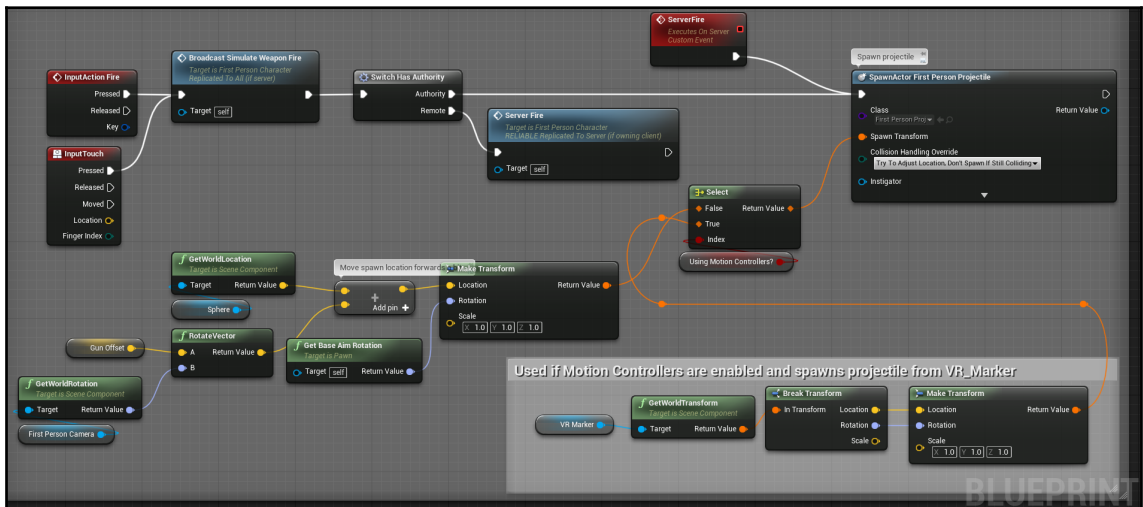 InputAction Fire
Pressed
Released
Key
InputTouch
Pressed
Released
Moved
Location
Finger Index
Broadcast Simulate Weapon Fire
Target is First Person Character
Replicated To All (if server)
Target self
Switch Has Authority
Authority
Remote
Server Fire
Target is First Person Character
RELIABLE Replicated To Server (if owning client)
Target self
ServerFire
Executes On Server
Custom Event
Spawn projectile
SpawnActor First Person Projectile
Class
First Person Proj
Return Value
Spawn Transform
Collision Handling Override
Try To Adjust Location, Don't Spawn If Still Colliding
Instigator
Select
False Return Value
True
Index
Using Motion Controllers?
GetWorldLocation
Target is Scene Component
Target Return Value
Sphere
Move spawn location forwards
Add pin
Make Transform
Location Return Value
Rotation
Scale
X 1.0 Y 1.0 Z 1.0
Gun Offset
RotateVector
A Return Value
B
Get Base Aim Rotation
Target is Pawn
Target self Return Value
GetWorldRotation
Target is Scene Component
Target Return Value
First Person Camera
Used if Motion Controllers are enabled and spawns projectile from VR_Marker
VR Marker
GetWorldTransform
Target is Scene Component
Target Return Value
Break Transform
In Transform Location
Rotation
Scale
Make Transform
Location Return Value
Rotation
Scale
X 1.0 Y 1.0 Z 1.0
BLUEPRINT